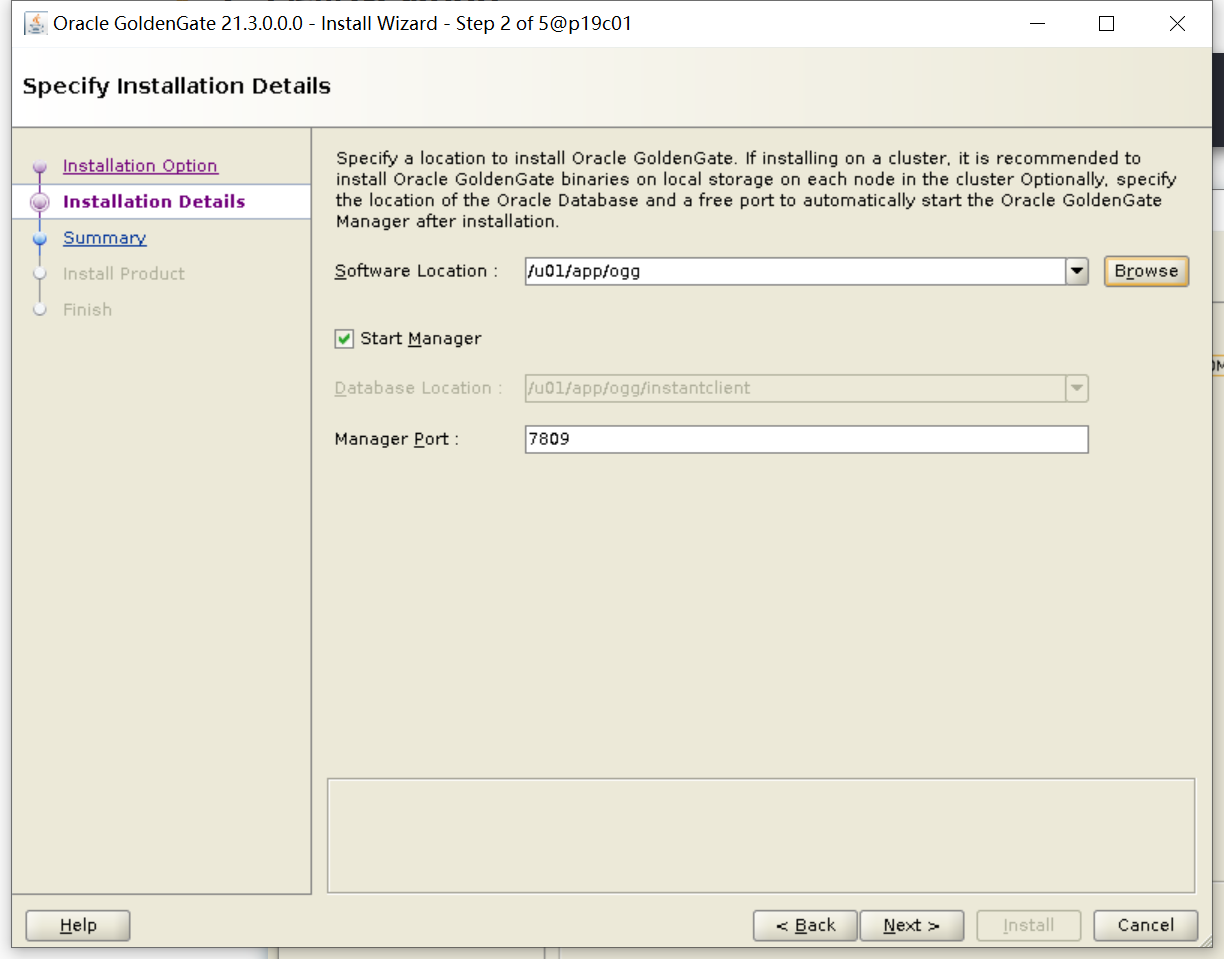 Oracle GoldenGate 21.3.0.0.0 - Install Wizard - Step 2 of 5@p19c01
Specify Installation Details
Installation Option
Installation Details
Summary
Install Product
Finish
Specify a location to install Oracle GoldenGate. If installing on a cluster, it is recommended to
install Oracle GoldenGate binaries on local storage on each node in the cluster Optionally, specify
the location of the Oracle Database and a free port to automatically start the Oracle GoldenGate
Manager after installation.
Software Location : /u01/app/ogg Browse
Start Manager
Database Location : /u01/app/ogg/instantclient
Manager Port : 7809
Help < Back Next > Install Cancel